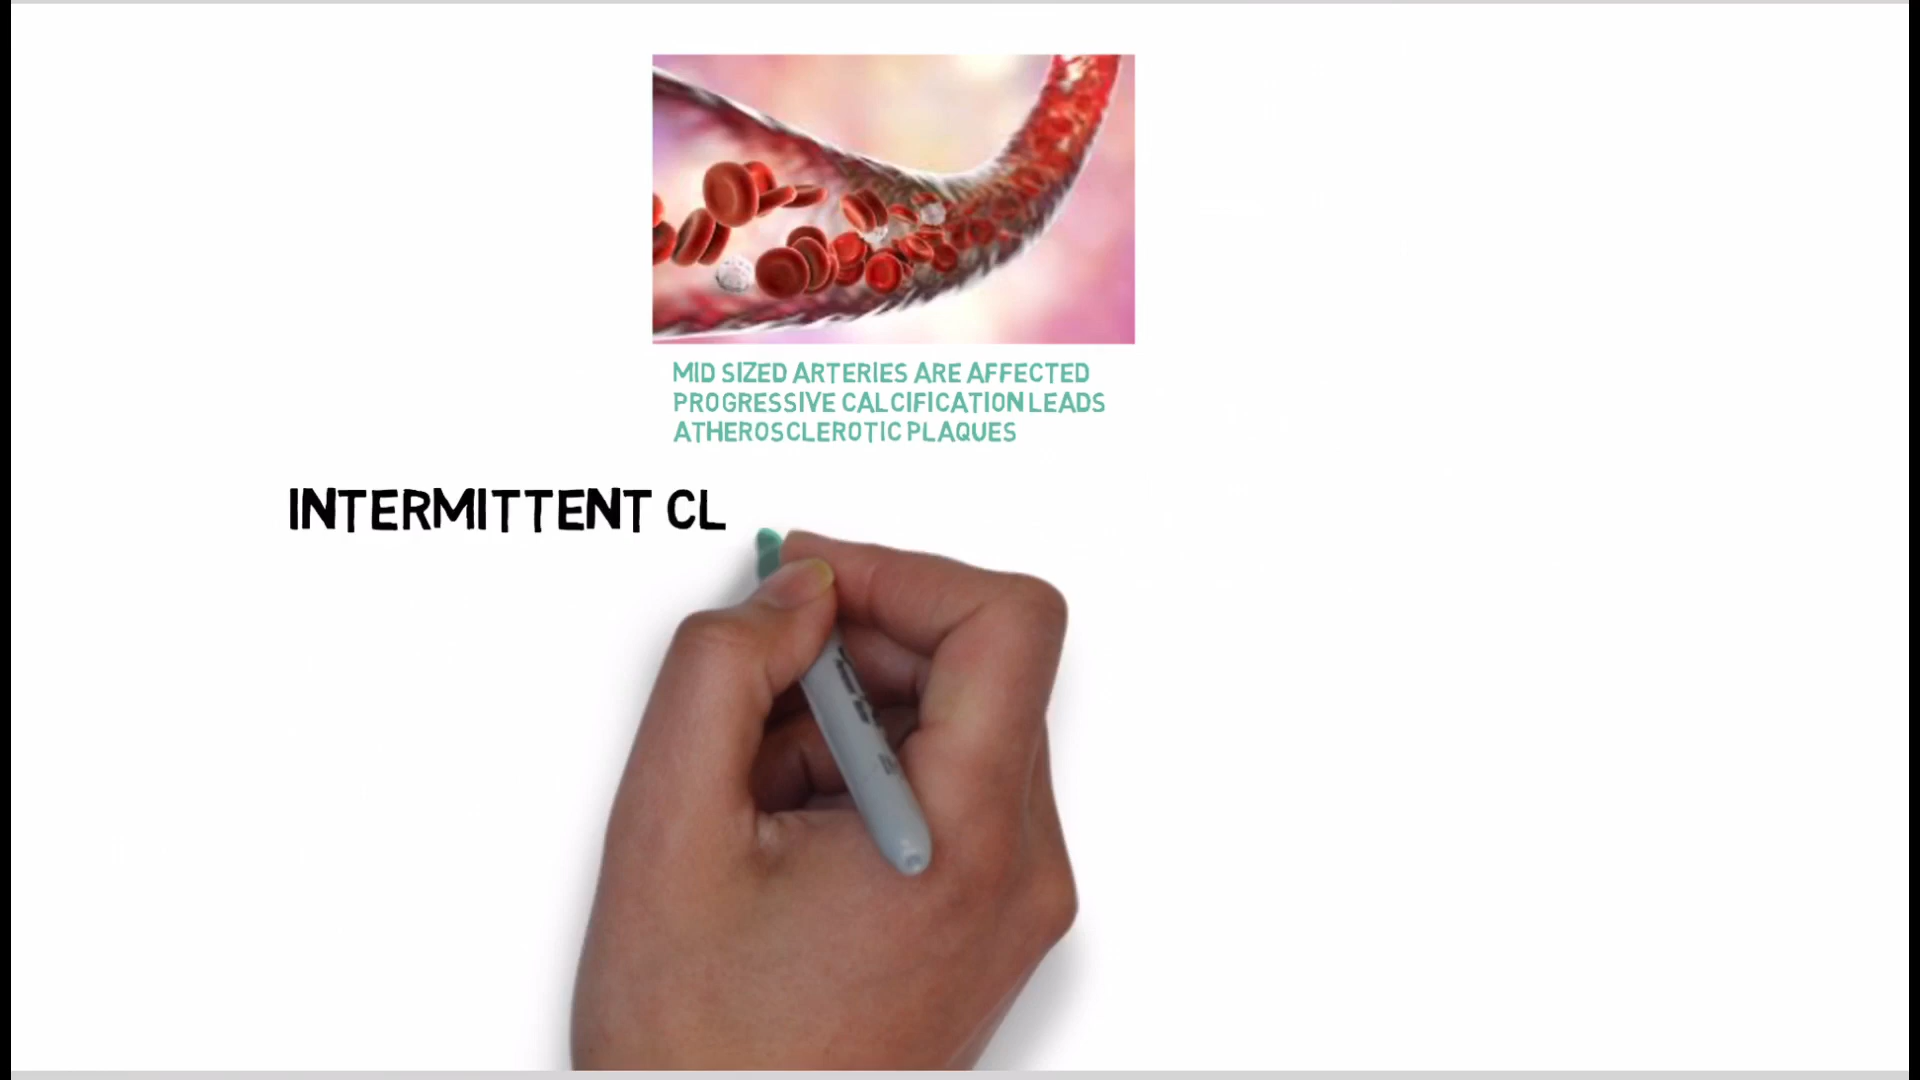 MID SIZED ARTERIES ARE AFFECTED
PROGRESSIVE CALCIFICATION LEADS
ATHEROSCLEROTIC PLAQUES
INTERMITTENT CL